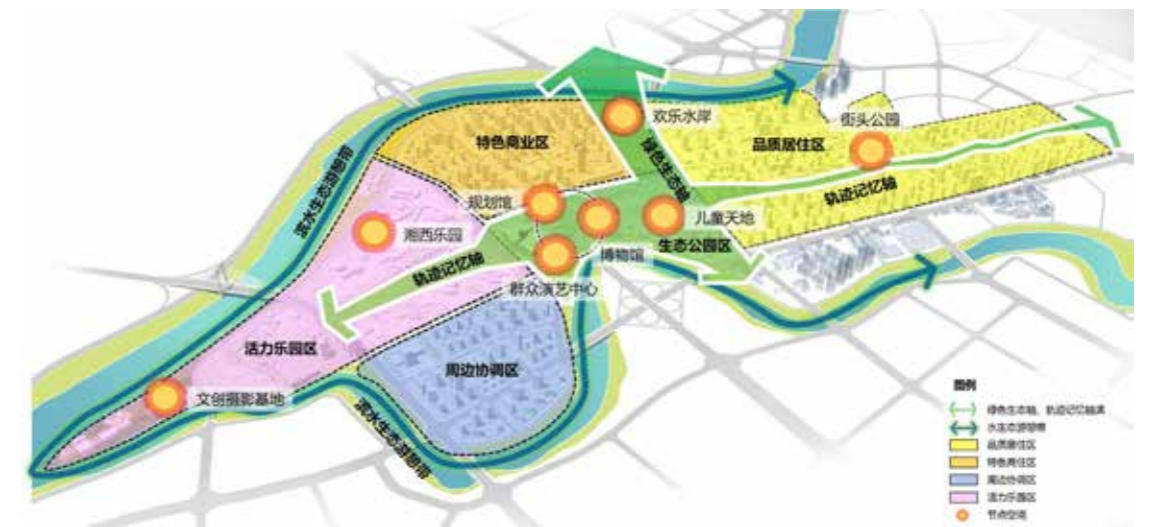 欢乐水岸
街头公园
特色商业区
品质居住区
绿色生态轴
滨水生态游憩带
规划馆
轨迹记忆轴
儿童天地
湘西乐园
博物馆
生态公园区
轨迹记忆轴
群众演艺中心
活力乐园区
周边协调区
文创摄影基地
滨水生态游憩带
图例
绿色生态轴、轨迹记忆轴线
水生态游憩带
品质居住区
特色商住区
周边协调区
活力乐园区
节点空间